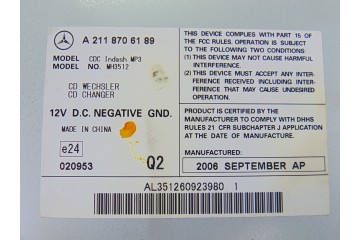 A 211 870 61 89
MODEL CDC Indash MP3
MODEL NO. MH3512
CD WECHSLER
CD CHANGER
12V D.C. NEGATIVE GND.
MADE IN CHINA
e24
020953
Q2
THIS DEVICE COMPLIES WITH PART 15 OF
THE FCC RULES. OPERATION IS SUBJECT TO
THE FOLLOWING TWO CONDITIONS:
(1) THIS DEVICE MAY NOT CAUSE HARMFUL
INTERFERENCE.
(2) THIS DEVICE MUST ACCEPT ANY INTER-
FERENCE RECEIVED INCLUDING INTERFER-
ENCE THAT MAY CAUSE UNDESIRED
OPERATION.
PRODUCT IS CERTIFIED BY THE
MANUFACTURER TO COMPLY WITH DHHS
RULES 21 CFR SUBCHAPTER J APPLICATION AT
THE DATE OF MANUFACTURE.
MANUFACTURED:
2006 SEPTEMBER AP
AL351260923980 1